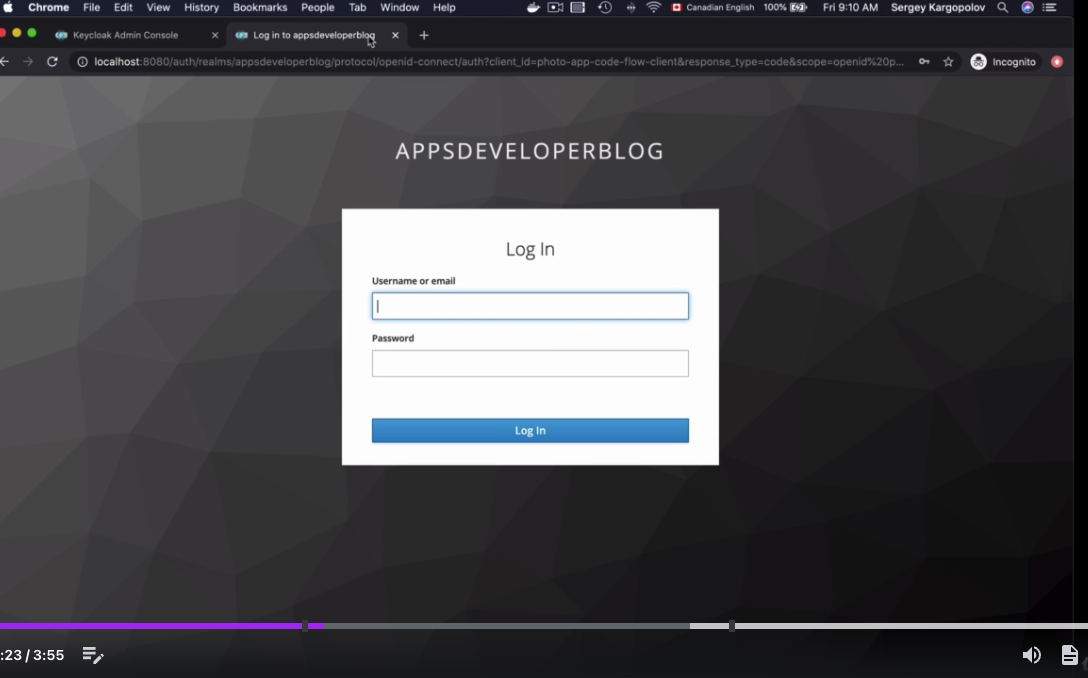 Chrome File Edit View History Bookmarks People Tab Window Help Canadian English 100% Fri 9:10 AM Sergey Kargopolov
Keycloak Admin Console Log in to appsdeveloperblog
localhost:8080/auth/realms/appsdeveloperblog/protocol/openid-connect/auth?client_id=photo-app-code-flow-client&response_type=code&scope=openid%20p... Incognito
APPSDEVELOPERBLOG
Log In
Username or email
Password
Log In
:23 / 3:55